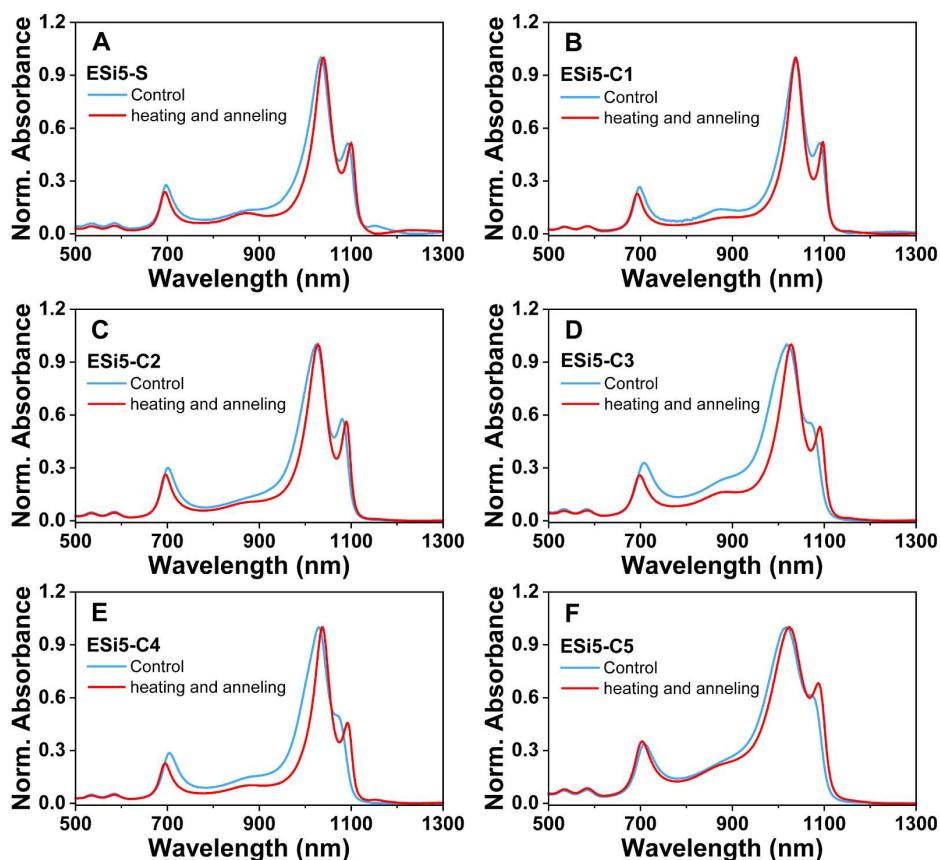 A
ESi5-S
Control
heating and anneling
Norm. Absorbance
1.2
0.9
0.6
0.3
0.0
500 700 900 1100 1300
Wavelength (nm)
B
ESi5-C1
Control
heating and anneling
Norm. Absorbance
1.2
0.9
0.6
0.3
0.0
500 700 900 1100 1300
Wavelength (nm)
C
ESi5-C2
Control
heating and anneling
Norm. Absorbance
1.2
0.9
0.6
0.3
0.0
500 700 900 1100 1300
Wavelength (nm)
D
ESi5-C3
Control
heating and anneling
Norm. Absorbance
1.2
0.9
0.6
0.3
0.0
500 700 900 1100 1300
Wavelength (nm)
E
ESi5-C4
Control
heating and anneling
Norm. Absorbance
1.2
0.9
0.6
0.3
0.0
500 700 900 1100 1300
Wavelength (nm)
F
ESi5-C5
Control
heating and anneling
Norm. Absorbance
1.2
0.9
0.6
0.3
0.0
500 700 900 1100 1300
Wavelength (nm)